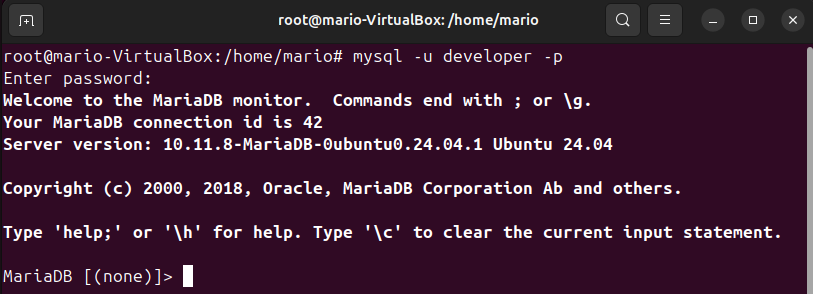 root@mario-VirtualBox: /home/mario
root@mario-VirtualBox:/home/mario# mysql -u developer -p
Enter password:
Welcome to the MariaDB monitor.  Commands end with ; or \g.
Your MariaDB connection id is 42
Server version: 10.11.8-MariaDB-0ubuntu0.24.04.1 Ubuntu 24.04
Copyright (c) 2000, 2018, Oracle, MariaDB Corporation Ab and others.
Type 'help;' or '\h' for help. Type '\c' to clear the current input statement.
MariaDB [(none)]>